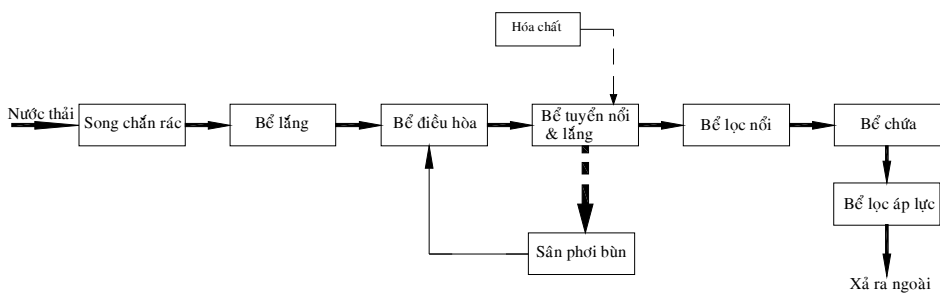 Hóa chất
Nước thải
Song chắn rác
Bể lắng
Bể điều hòa
Bể tuyển nổi
& lắng
Bể lọc nổi
Bể chứa
Bể lọc áp lực
Sân phơi bùn
Xả ra ngoài